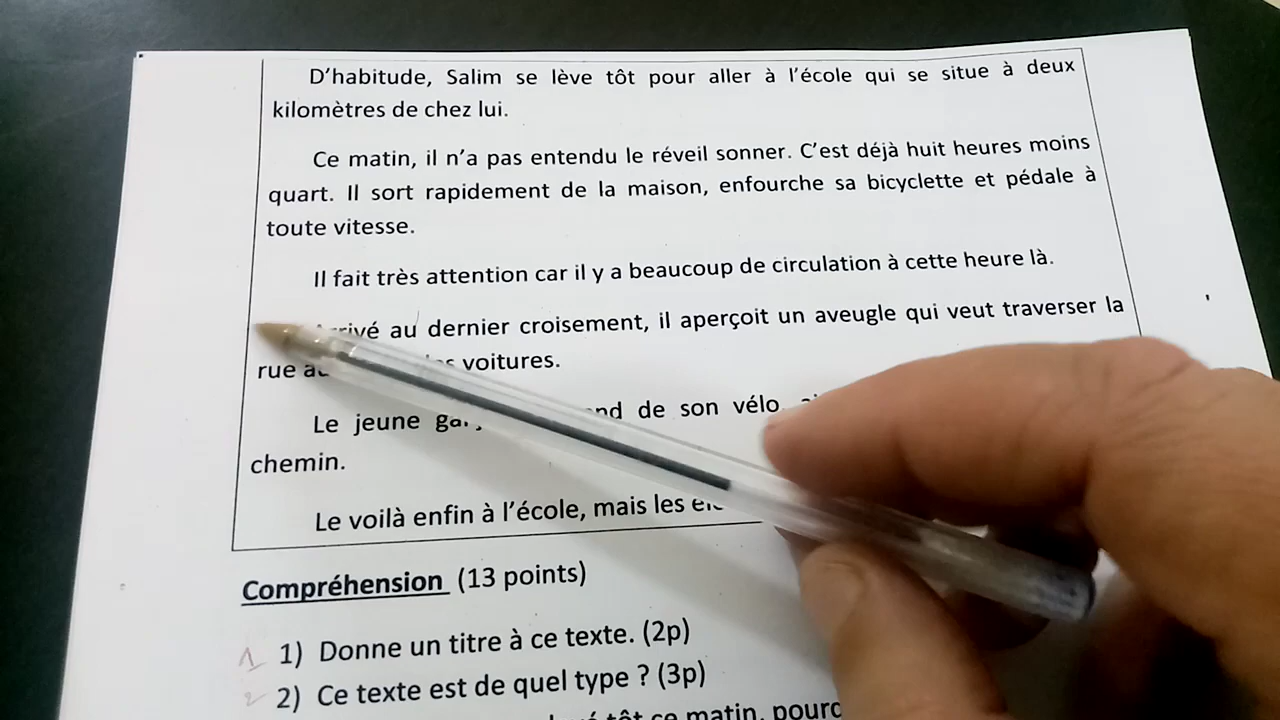 D'habitude, Salim se lève tôt pour aller à l'école qui se situe à deux
kilomètres de chez lui.
Ce matin, il n'a pas entendu le réveil sonner. C'est déjà huit heures moins
quart. Il sort rapidement de la maison, enfourche sa bicyclette et pédale à
toute vitesse.
Il fait très attention car il y a beaucoup de circulation à cette heure là.
au dernier croisement, il aperçoit un aveugle qui veut traverser la
rue voitures.
Le jeune de son vélo
chemin.
Le voilà enfin à l'école, mais les
Compréhension (13 points)
1 1) Donne un titre à ce texte. (2p)
2 2) Ce texte est de quel type ? (3p)
tôt ce matin,